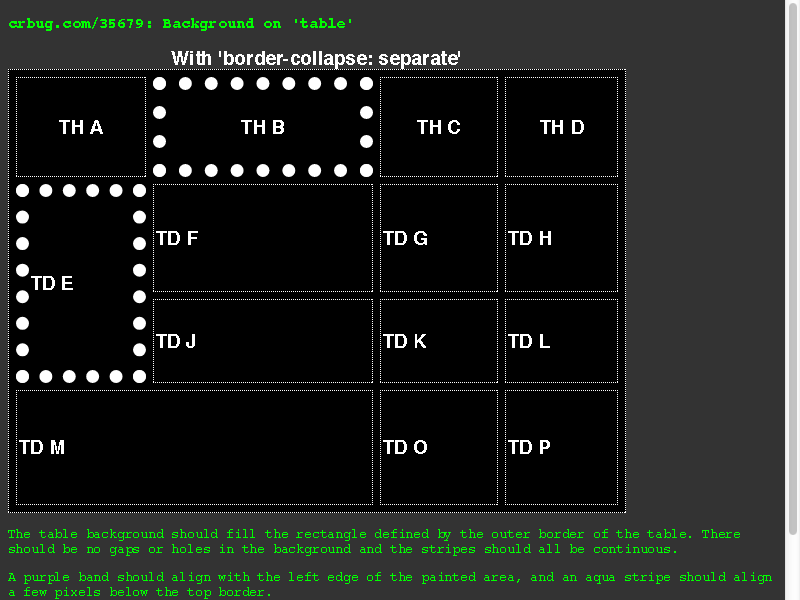 crbug.com/35679: Background on 'table'
With 'border-collapse: separate'
TH A TH B TH C TH D
TD E
TD F TD G TD H
TD J TD K TD L
TD M TD O TD P
The table background should fill the rectangle defined by the outer border of the table. There
should be no gaps or holes in the background and the stripes should all be continuous.
A purple band should align with the left edge of the painted area, and an aqua stripe should align
a few pixels below the top border.